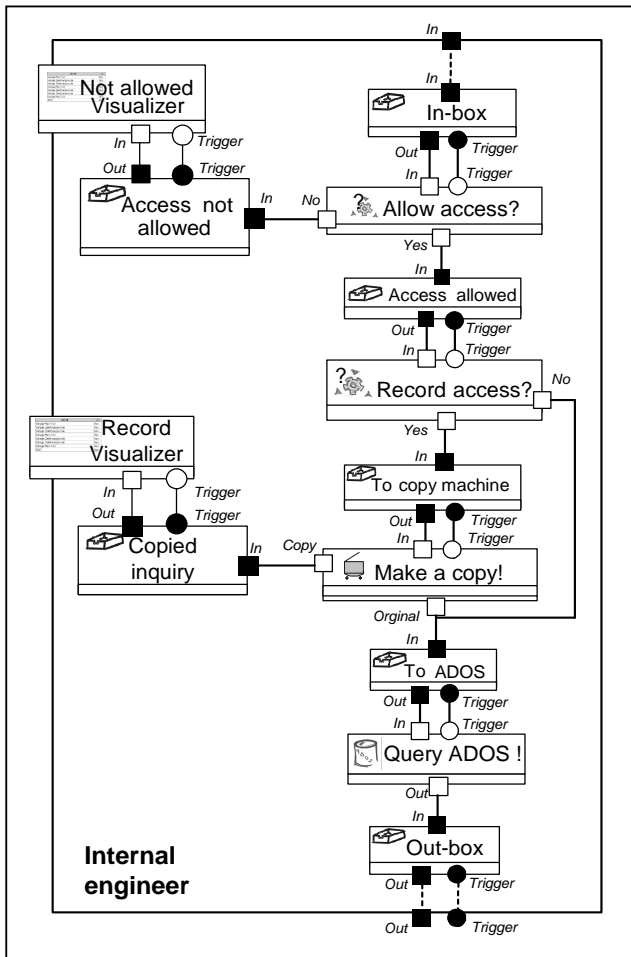 In
In
In-box
Out
Trigger
In
Trigger
Not allowed
Visualizer
In
Trigger
Out
Trigger
Access not
allowed
In
No
Allow access?
Yes
In
Access allowed
Out
Trigger
In
Trigger
Record access?
No
Yes
In
To copy machine
Out
Trigger
In
Trigger
Record
Visualizer
In
Trigger
Out
Trigger
Copied
inquiry
In
Copy
Make a copy!
Orginal
In
To ADOS
Out
Trigger
In
Trigger
Query ADOS !
Out
In
Out-box
Out
Trigger
Internal
engineer
Out
Trigger